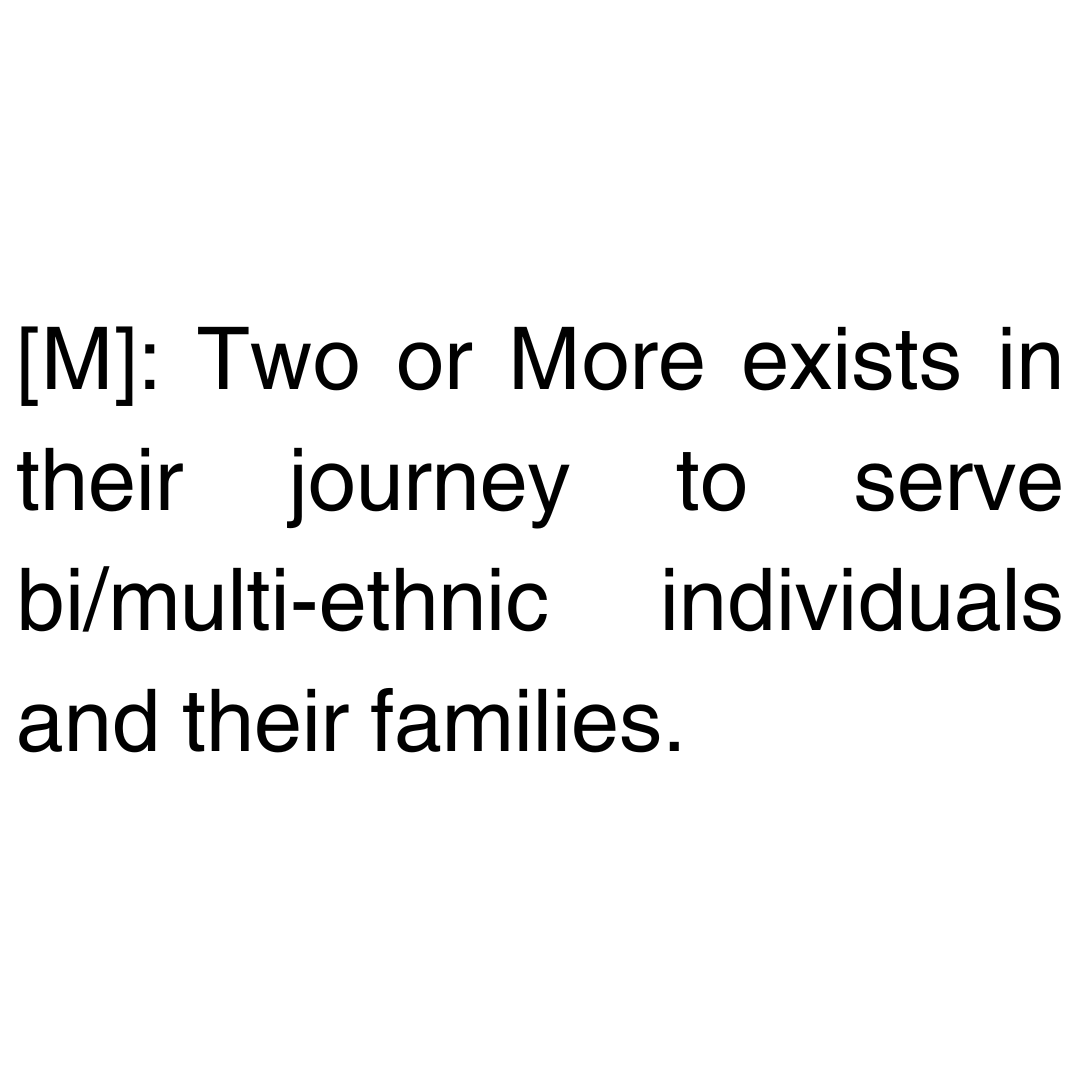 [M]: Two or More exists in
their journey to serve
bi/multi-ethnic individuals
and their families.